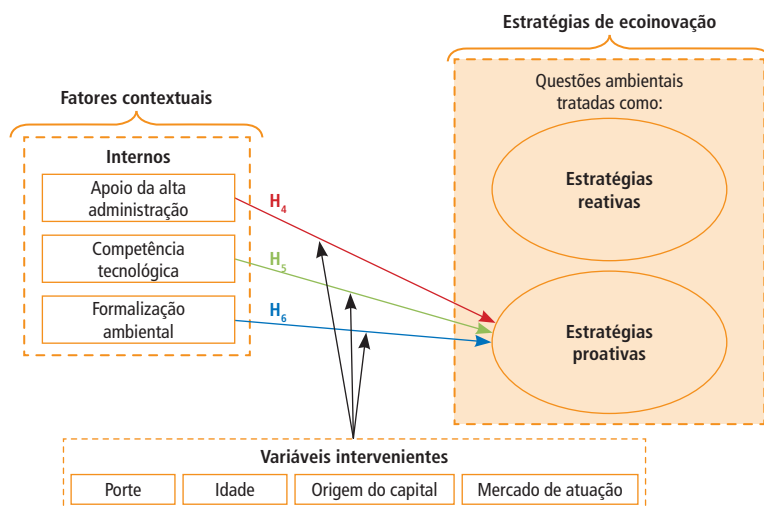 Estratégias de ecoinovação
Fatores contextuais
Internos
Apoio da alta
administração
Competência
tecnológica
Formalização
ambiental
H4
H5
H6
Questões ambientais
tratadas como:
Estratégias
reativas
Estratégias
proativas
Variáveis intervenientes
Porte
Idade
Origem do capital
Mercado de atuação